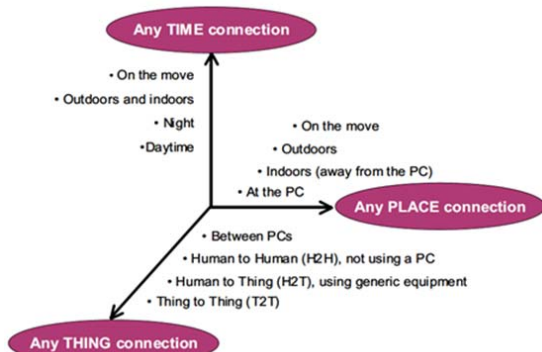 Any TIME connection
• On the move
• Outdoors and indoors
• Night
•Daytime
• On the move
• Outdoors
• Indoors (away from the PC)
• At the PC
Any PLACE connection
• Between PCs
• Human to Human (H2H), not using a PC
• Human to Thing (H2T), using generic equipment
• Thing to Thing (T2T)
Any THING connection